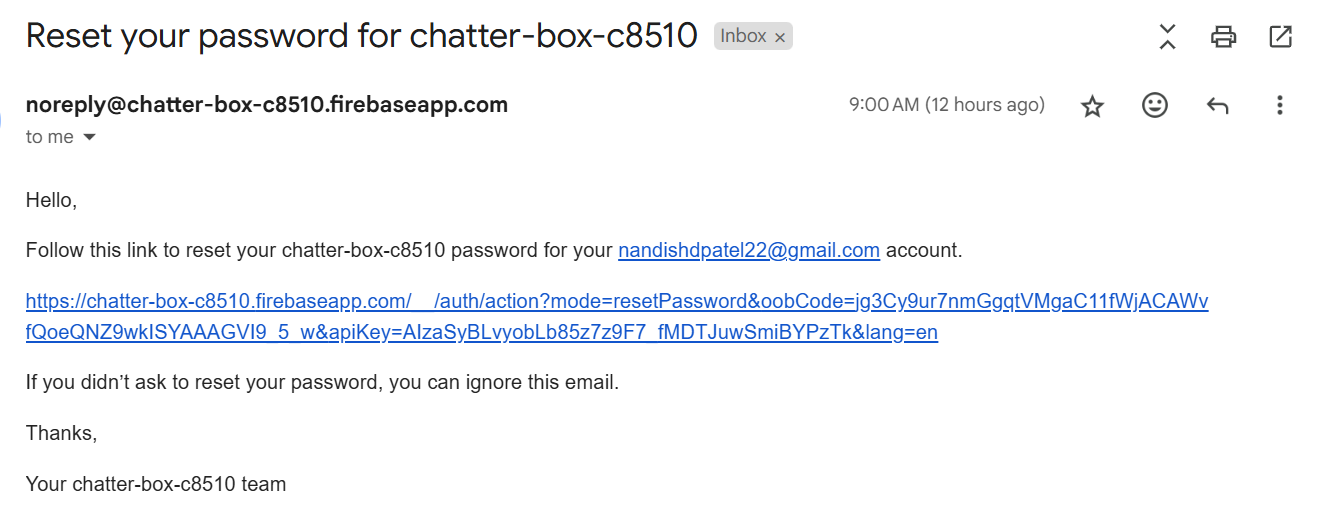 Reset your password for chatter-box-c8510 Inbox ×
noreply@chatter-box-c8510.firebaseapp.com 9:00 AM (12 hours ago)
to me
Hello,
Follow this link to reset your chatter-box-c8510 password for your nandishdpatel22@gmail.com account.
https://chatter-box-c8510.firebaseapp.com/__/auth/action?mode=resetPassword&oobCode=jg3Cy9ur7nmGgqtVMgaC11fWjACAWv
fQoeQNZ9wkISYAAAGVI9_5_w&apiKey=AIzaSyBLvyobLb85z7z9F7_fMDTJuwSmiBYPzTk&lang=en
If you didn’t ask to reset your password, you can ignore this email.
Thanks,
Your chatter-box-c8510 team